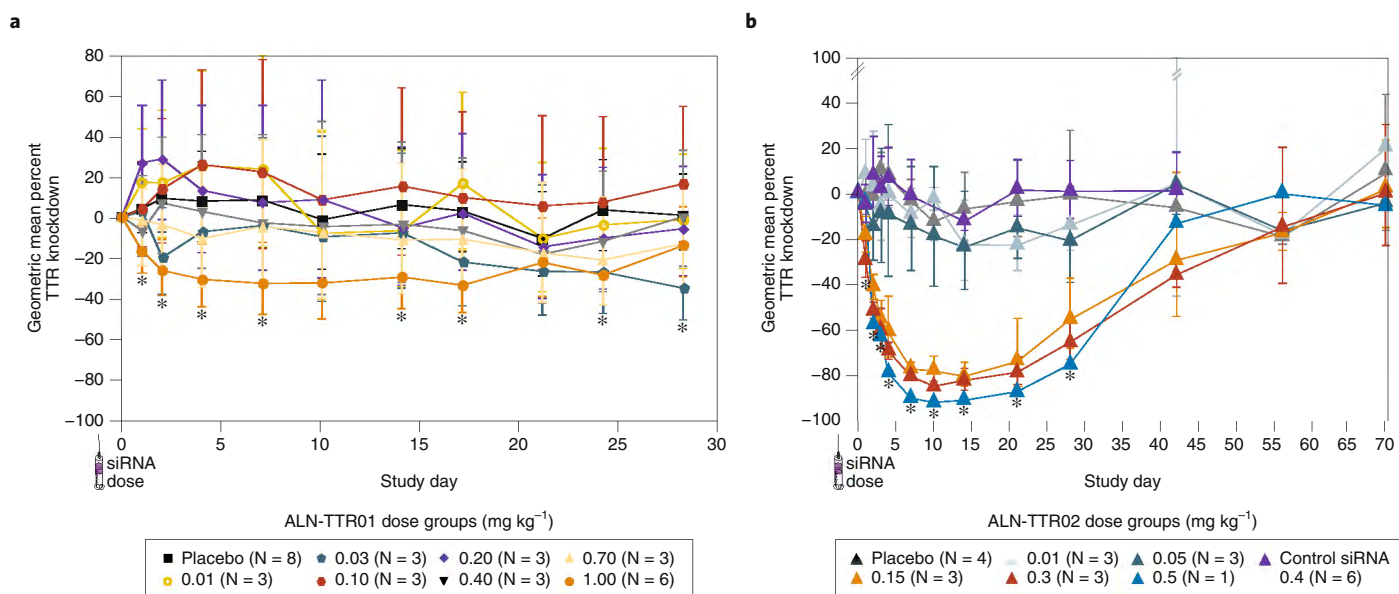 a
b
Geometric mean percent
TTR knockdown
80
60
40
20
0
−20
−40
−60
−80
−100
0
5
10
15
20
25
30
* * * * * * * *
siRNA
dose
Study day
ALN-TTR01 dose groups (mg kg−1)
Placebo (N = 8) 0.03 (N = 3) 0.20 (N = 3) 0.70 (N = 3)
0.01 (N = 3) 0.10 (N = 3) 0.40 (N = 3) 1.00 (N = 6)
Geometric mean percent
TTR knockdown
100
40
20
0
−20
−40
−60
−80
−100
0 5 10 15 20 25 30 35 40 45 50 55 60 65 70
* * * * * * * * *
siRNA
dose
Study day
ALN-TTR02 dose groups (mg kg−1)
Placebo (N = 4) 0.01 (N = 3) 0.05 (N = 3) Control siRNA
0.15 (N = 3) 0.3 (N = 3) 0.5 (N = 1) 0.4 (N = 6)